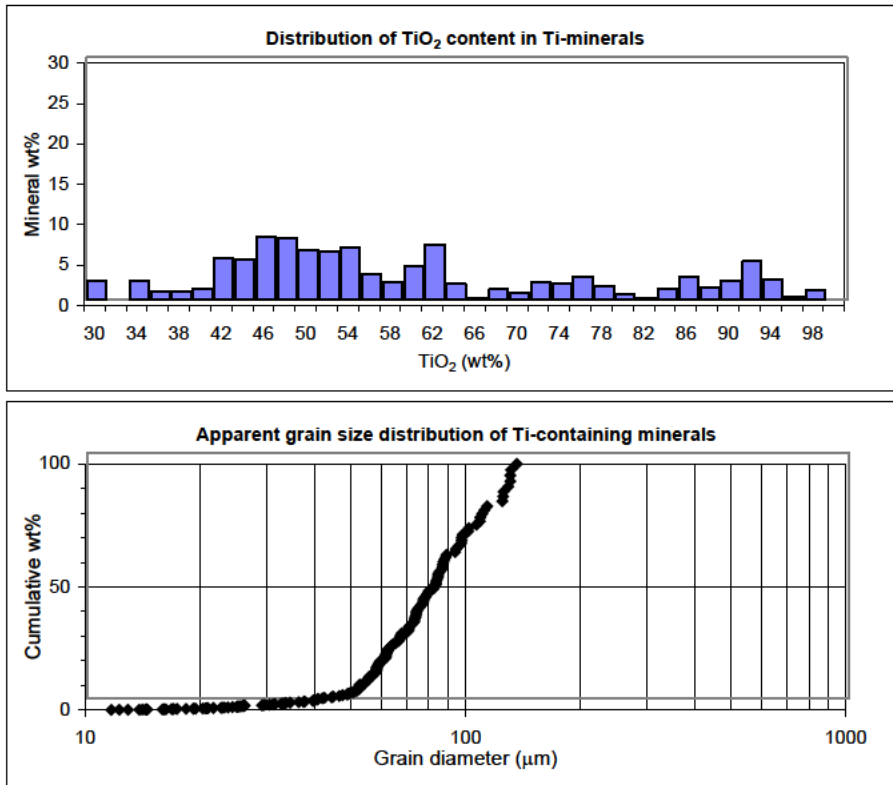 Distribution of TiO₂ content in Ti-minerals
30
25
20
15
10
5
0
Mineral wt%
30 34 38 42 46 50 54 58 62 66 70 74 78 82 86 90 94 98
TiO₂ (wt%)
Apparent grain size distribution of Ti-containing minerals
100
50
0
Cumulative wt%
10 100 1000
Grain diameter (μm)